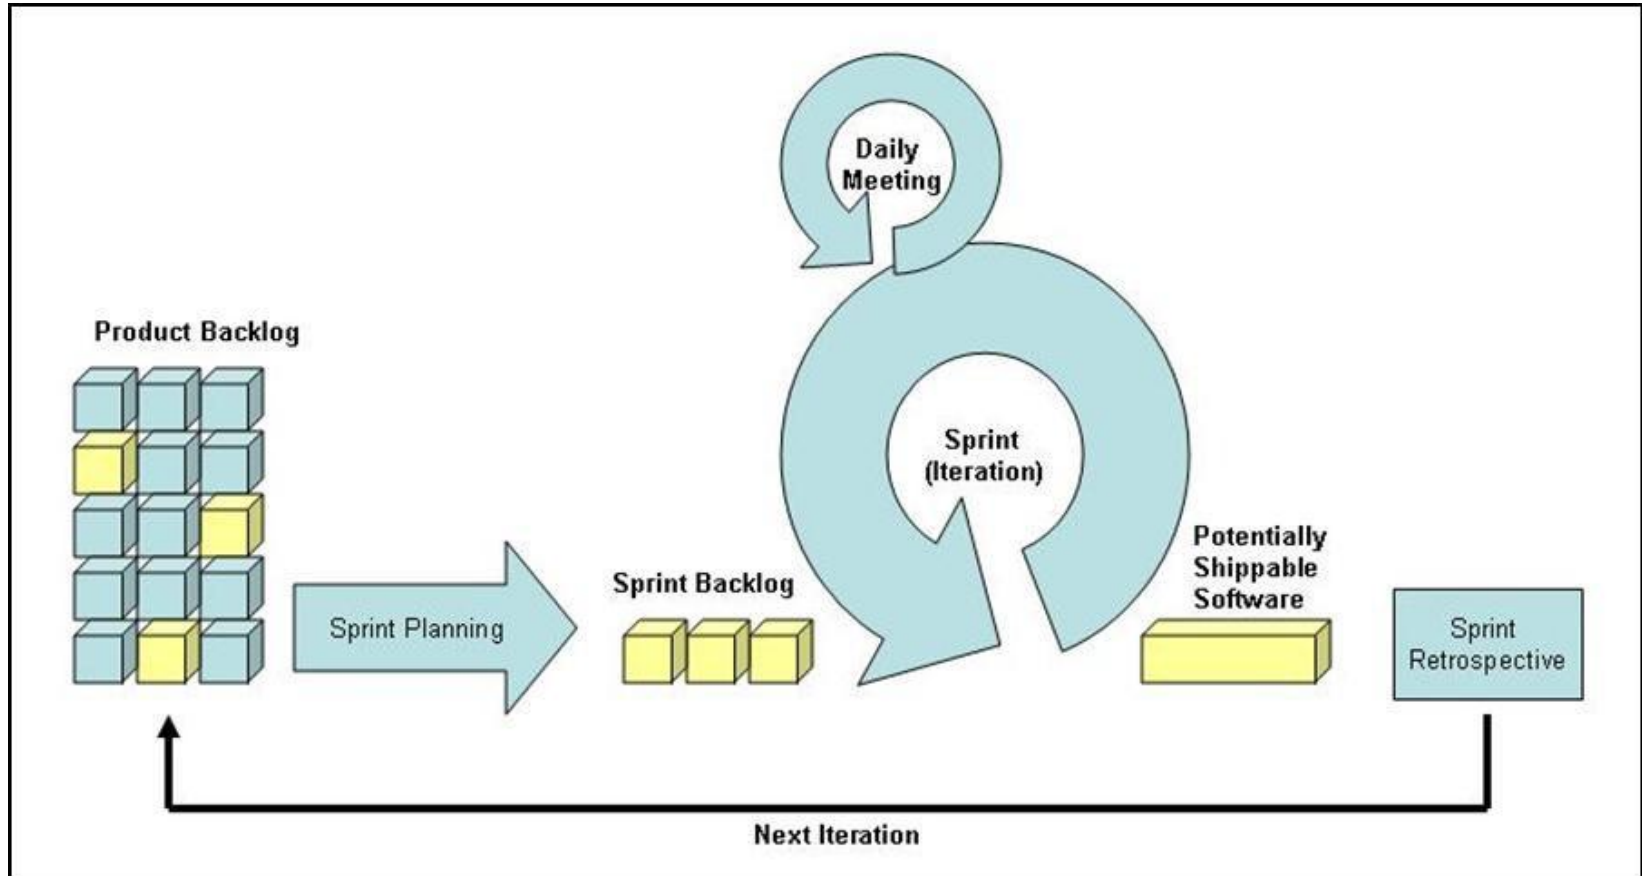 Daily
Meeting
Product Backlog
Sprint
(Iteration)
Potentially
Shippable
Software
Sprint Backlog
Sprint Planning
Sprint
Retrospective
Next Iteration